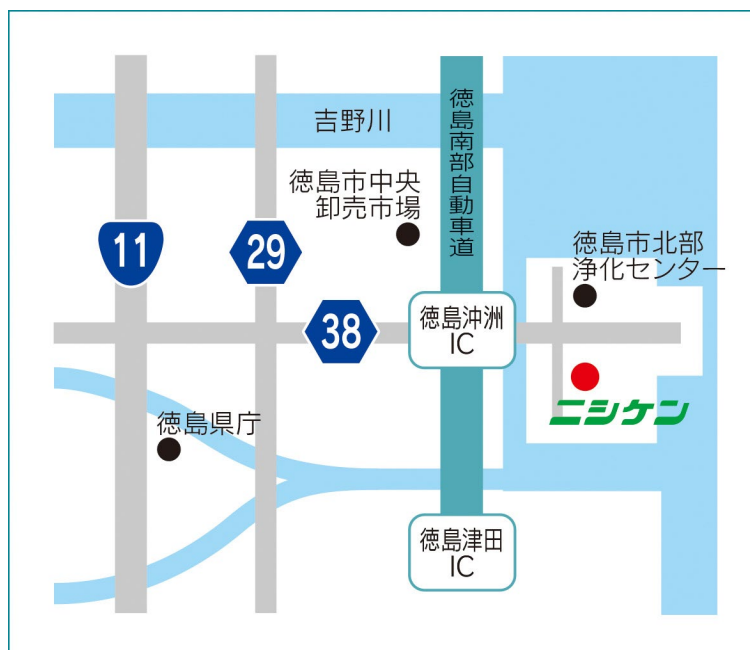 吉野川
徳島南部自動車道
徳島市中央
卸売市場
11
29
徳島市北部
浄化センター
38
徳島沖洲
IC
ニシケン
徳島県庁
徳島津田
IC